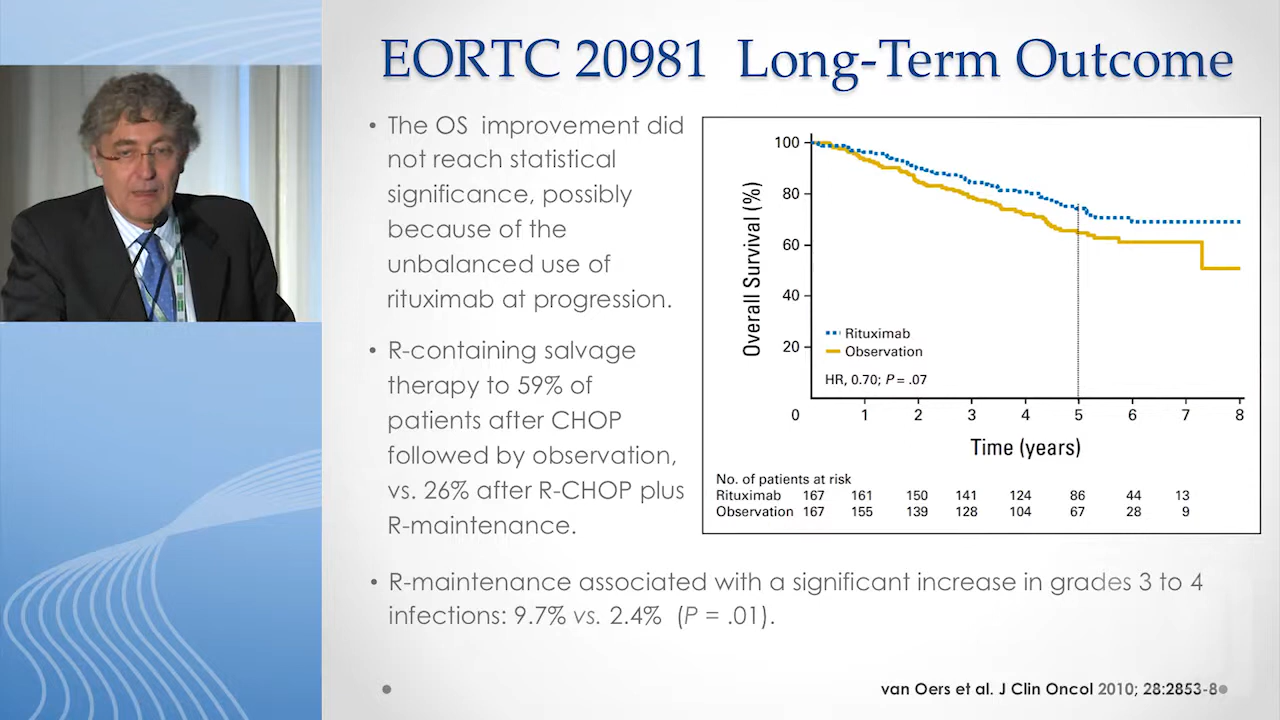 EORTC 20981 Long-Term Outcome
• The OS improvement did
not reach statistical
significance, possibly
because of the
unbalanced use of
rituximab at progression.
• R-containing salvage
therapy to 59% of
patients after CHOP
followed by observation,
vs. 26% after R-CHOP plus
R-maintenance.
Overall Survival (%)
100
80
60
40
20
0 1 2 3 4 5 6 7 8
Rituximab
Observation
HR, 0.70; P = .07
Time (years)
No. of patients at risk
Rituximab 167 161 150 141 124 86 44 13
Observation 167 155 139 128 104 67 28 9
• R-maintenance associated with a significant increase in grades 3 to 4
infections: 9.7% vs. 2.4% (P = .01).
van Oers et al. J Clin Oncol 2010; 28:2853-8